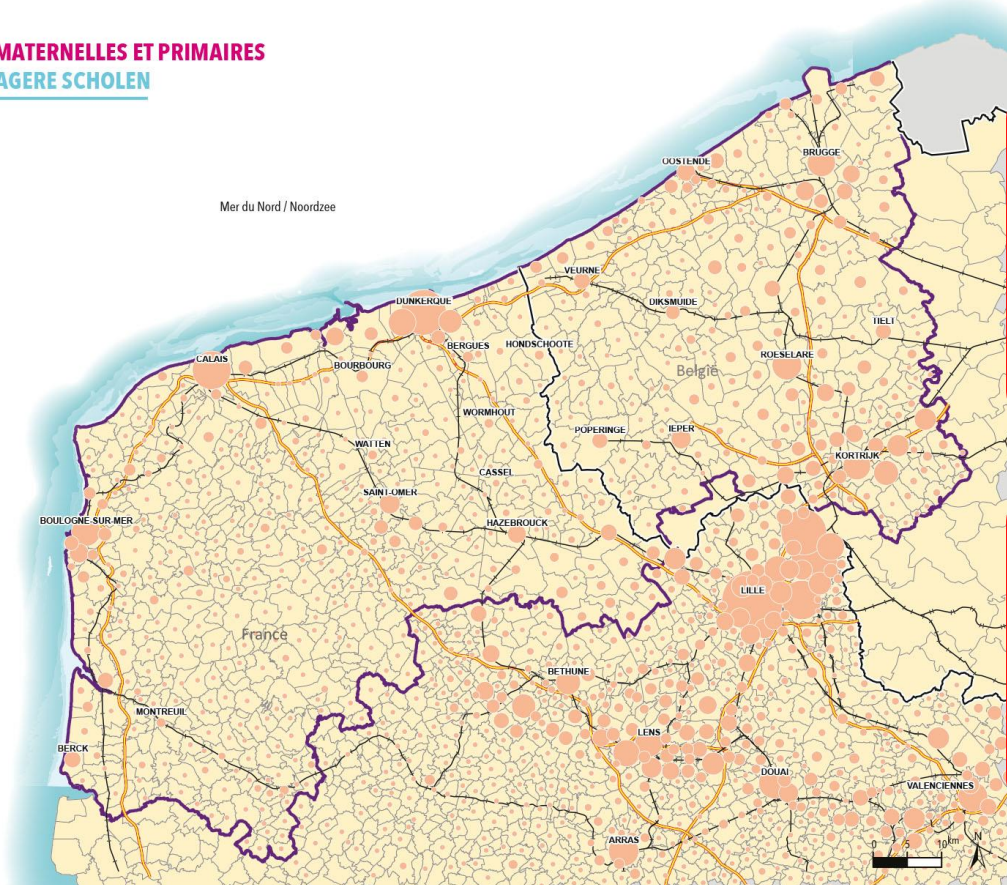 MATERNELLES ET PRIMAIRES
AGERE SCHOLEN
Mer du Nord / Noordzee
OOSTENDE
BRUGGE
VEURNE
DUNKERQUE
DIKSMUIDE
TIELT
CALAIS
BERGUES
HONDSCHOOTE
BOURBOURG
ROESELARE
België
WORMHOUT
POPERINGE
IEPER
WATTEN
KORTRIJK
CASSEL
SAINT-OMER
BOULOGNE-SUR-MER
HAZEBROUCK
LILLE
France
BETHUNE
MONTREUIL
LENS
BERCK
DOUAI
VALENCIENNES
ARRAS
N
0 5 10 km